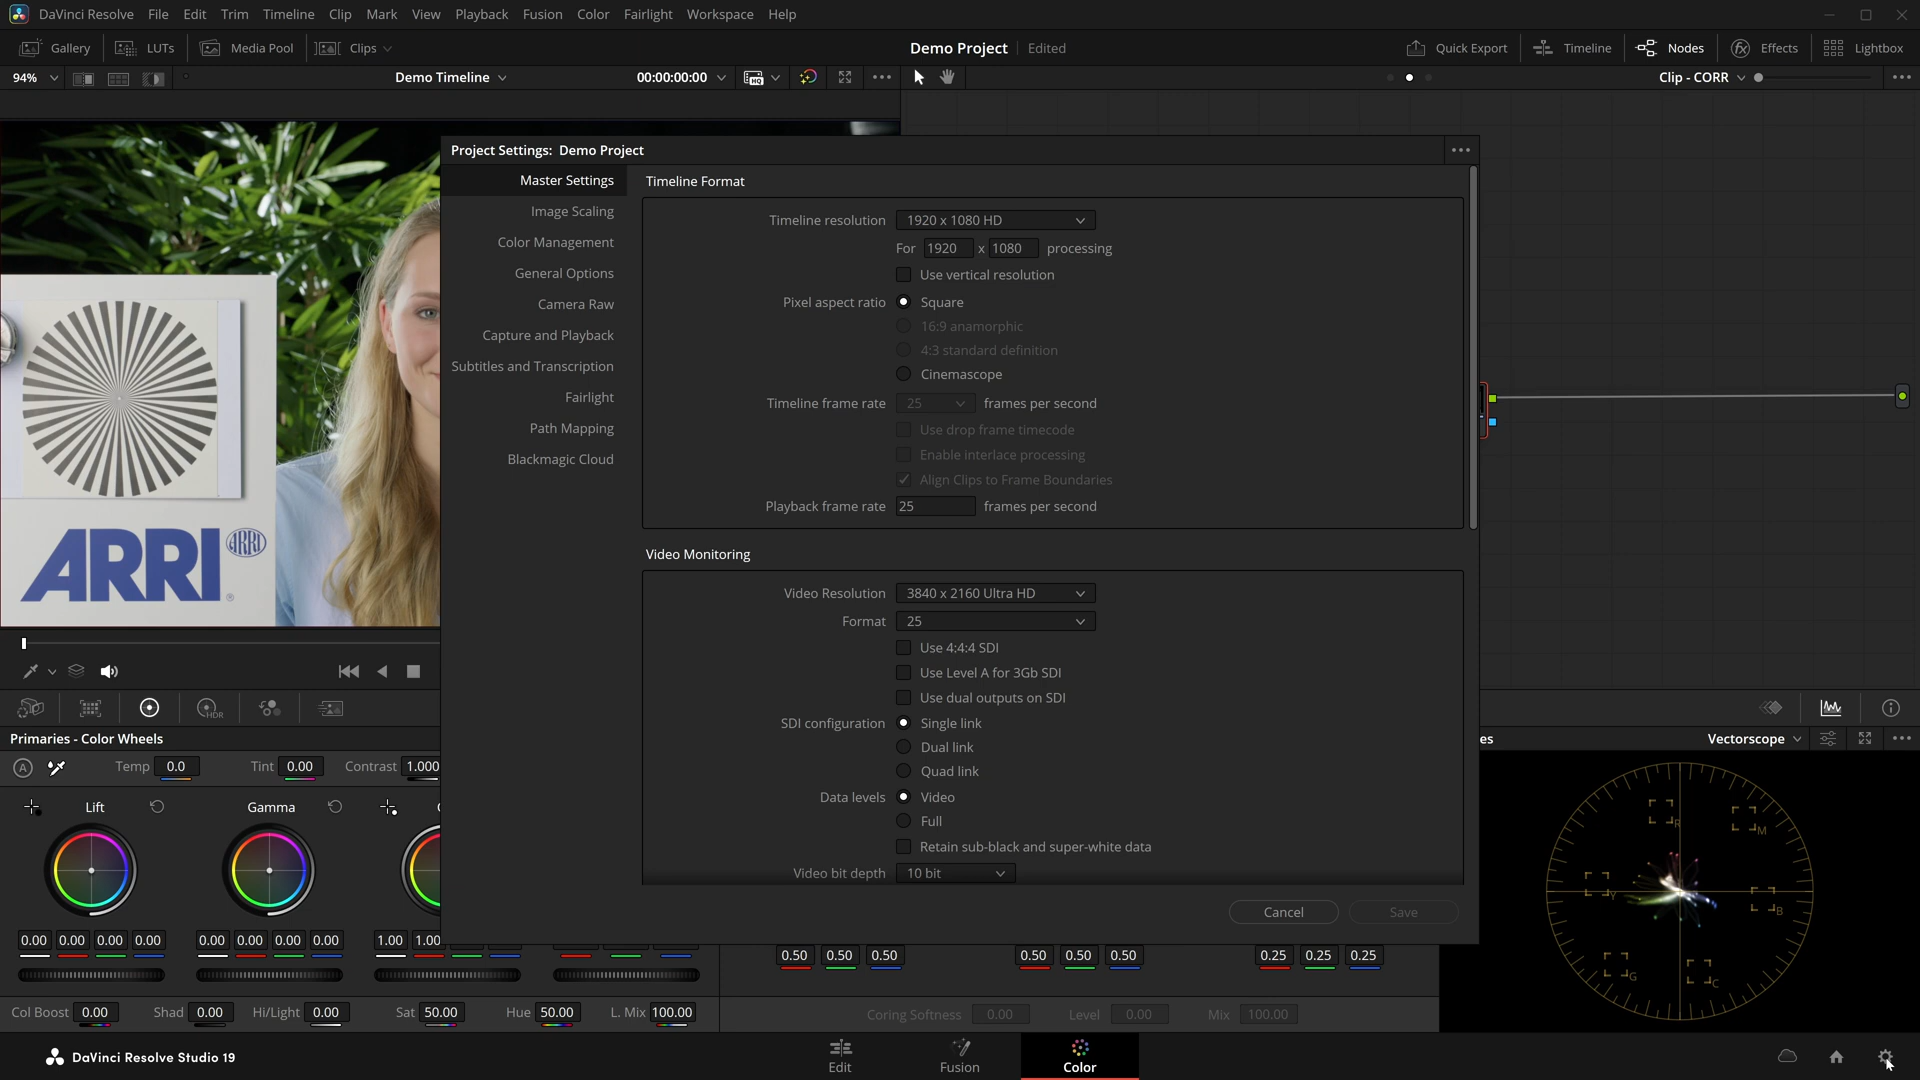 DaVinci Resolve File Edit Trim Timeline Clip Mark View Playback Fusion Color Fairlight Workspace Help
Gallery LUTs Media Pool Clips Demo Project Edited Quick Export Timeline Nodes Effects Lightbox
94% Demo Timeline 00:00:00:00 HQ Clip - CORR
Project Settings: Demo Project
Master Settings
Image Scaling
Color Management
General Options
Camera Raw
Capture and Playback
Subtitles and Transcription
Fairlight
Path Mapping
Blackmagic Cloud
Timeline Format
Timeline resolution 1920 x 1080 HD
For 1920 x 1080 processing
Use vertical resolution
Pixel aspect ratio Square
16:9 anamorphic
4:3 standard definition
Cinemascope
Timeline frame rate 25 frames per second
Use drop frame timecode
Enable interlace processing
Align Clips to Frame Boundaries
Playback frame rate 25 frames per second
Video Monitoring
Video Resolution 3840 x 2160 Ultra HD
Format 25
Use 4:4:4 SDI
Use Level A for 3Gb SDI
Use dual outputs on SDI
SDI configuration Single link
Dual link
Quad link
Data levels Video
Full
Retain sub-black and super-white data
Video bit depth 10 bit
Cancel Save
ARRI ARRI ®
HDR
Primaries - Color Wheels es Vectorscope
A Temp 0.0 Tint 0.00 Contrast 1.000
Lift Gamma
R M
Y B
G C
0.00 0.00 0.00 0.00 0.00 0.00 0.00 0.00 1.00 1.00
0.50 0.50 0.50 0.50 0.50 0.50 0.25 0.25 0.25
Col Boost 0.00 Shad 0.00 Hi/Light 0.00 Sat 50.00 Hue 50.00 L. Mix 100.00 Coring Softness 0.00 Level 0.00 Mix 100.00
DaVinci Resolve Studio 19 Edit Fusion Color